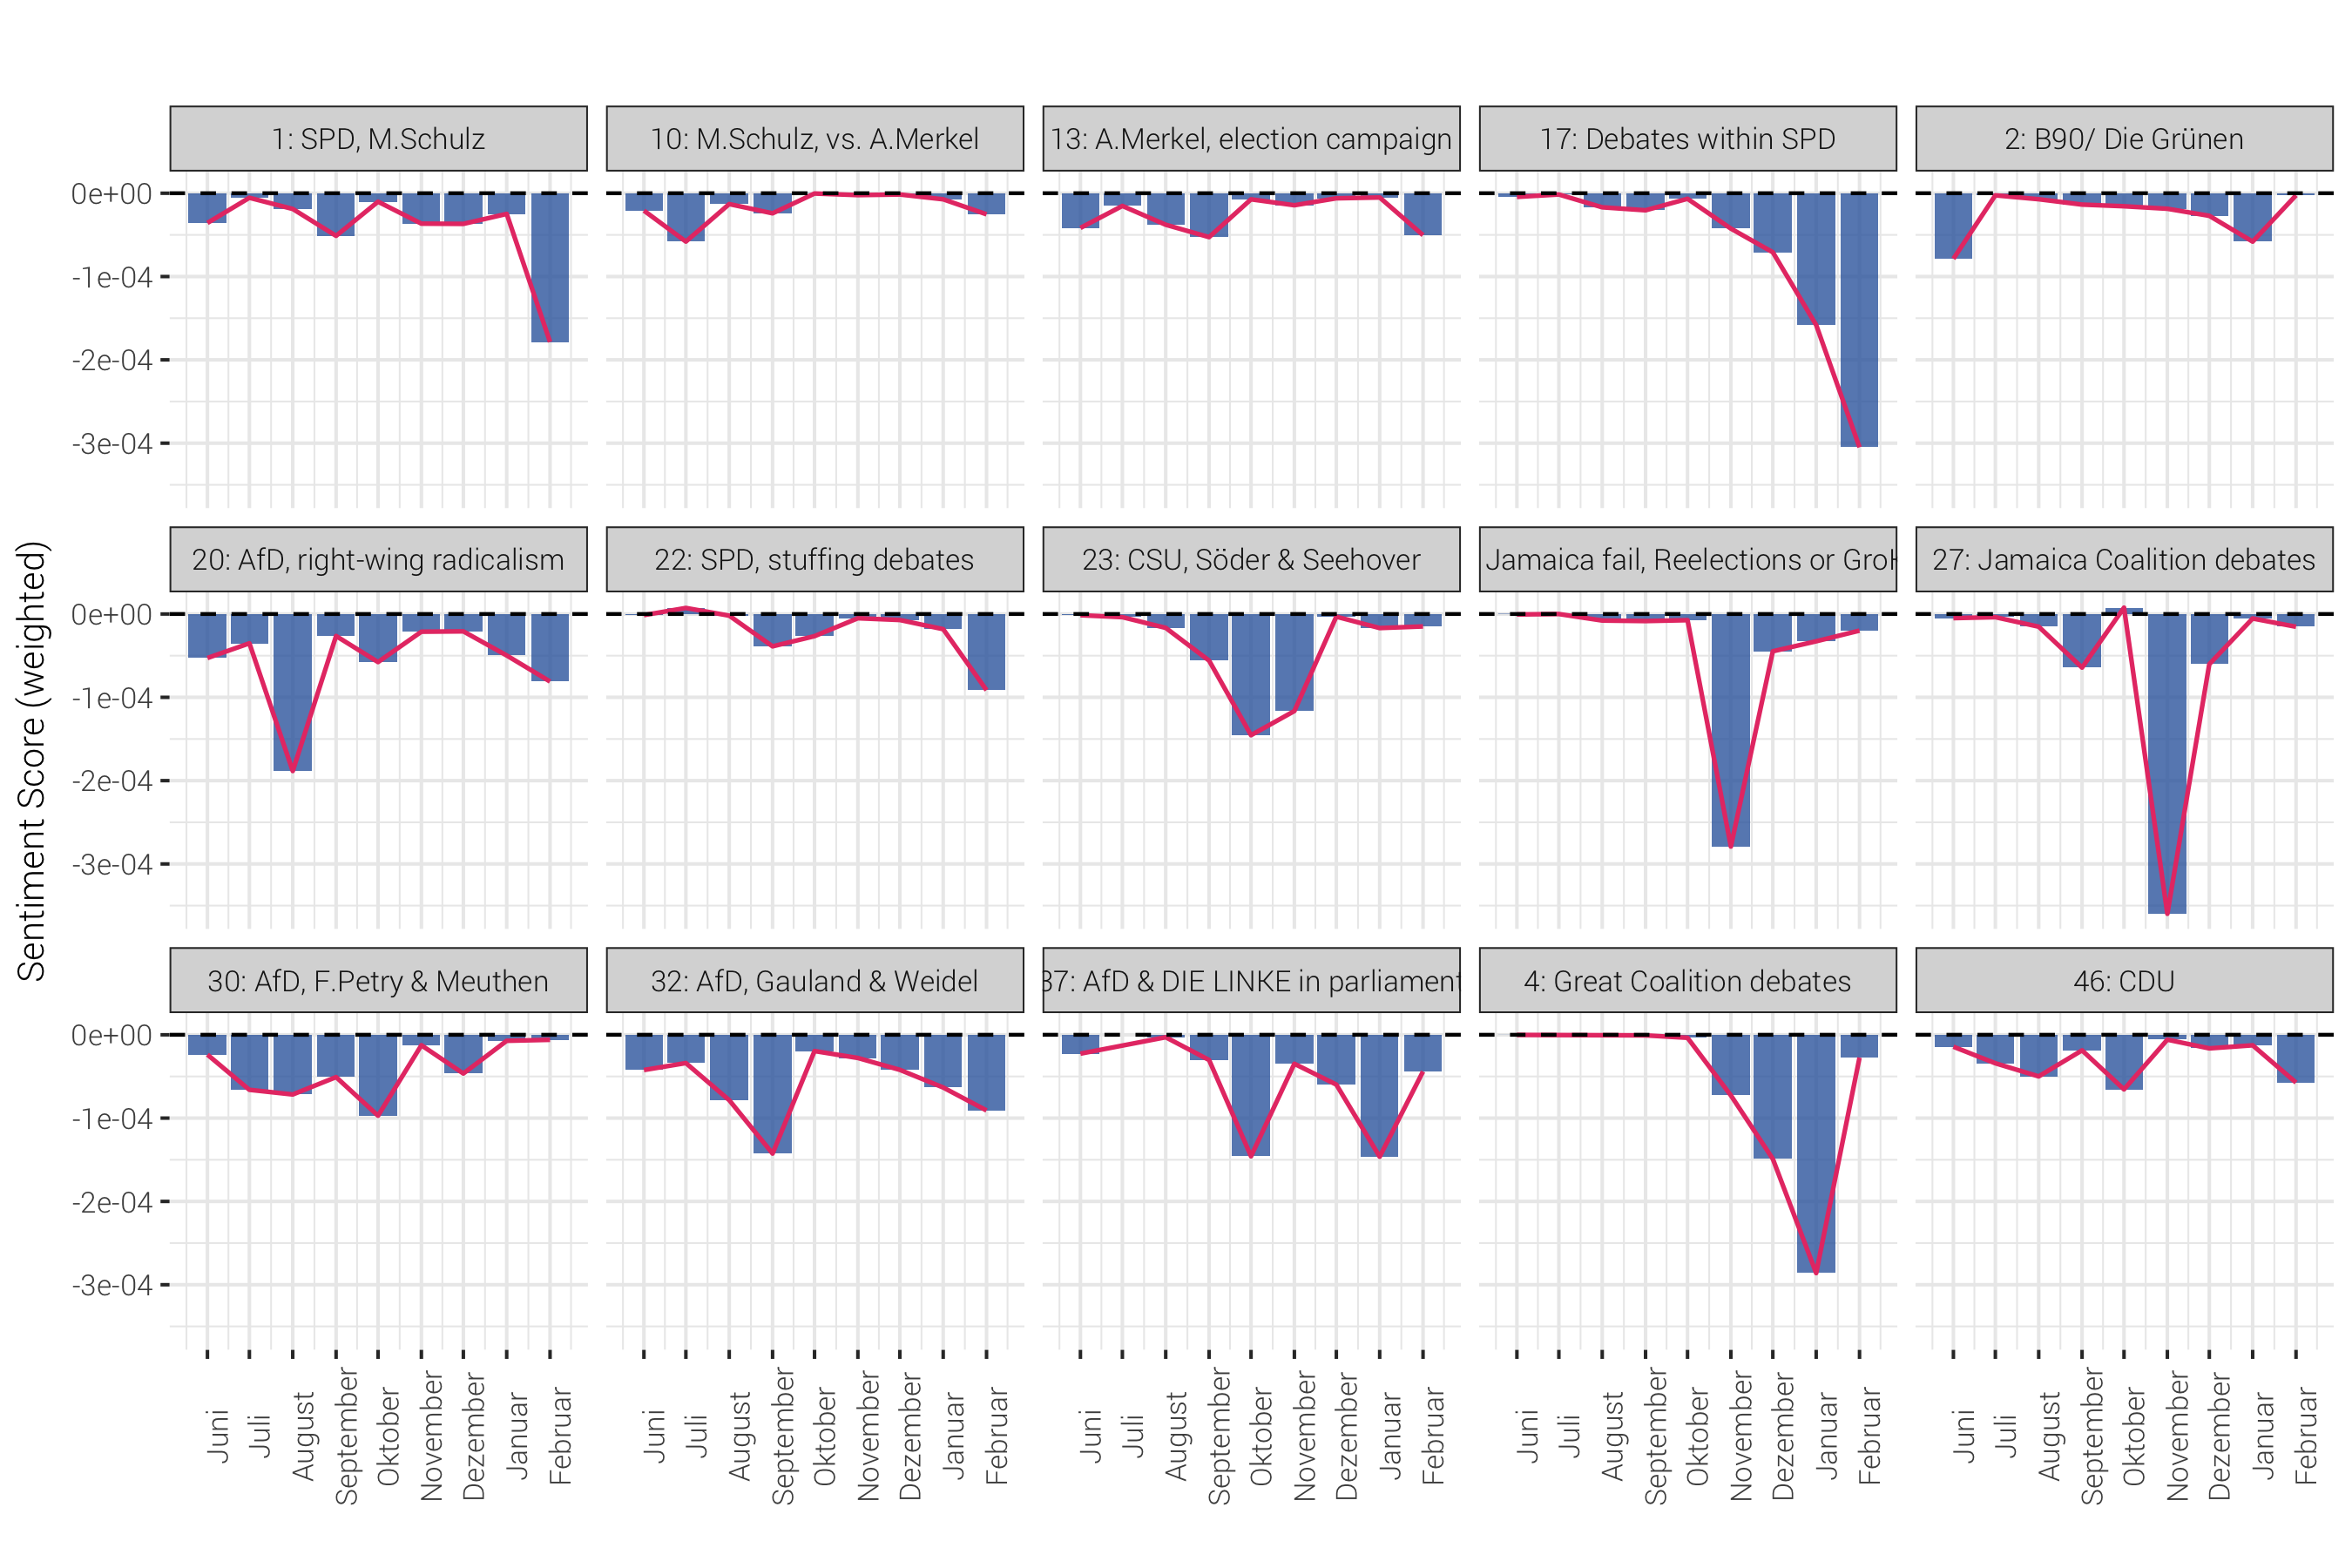 1: SPD, M.Schulz
10: M.Schulz, vs. A.Merkel
13: A.Merkel, election campaign
17: Debates within SPD
2: B90/ Die Grünen
0e+00
-1e-04
-2e-04
-3e-04
20: AfD, right-wing radicalism
22: SPD, stuffing debates
23: CSU, Söder & Seehover
Jamaica fail, Reelections or
27: Jamaica Coalition debates
0e+00
-1e-04
-2e-04
-3e-04
30: AfD, F.Petry & Meuthen
32: AfD, Gauland & Weidel
37: AfD & DIE LINKE in parliament
4: Great Coalition debates
46: CDU
0e+00
-1e-04
-2e-04
-3e-04
Sentiment Score (weighted)
Juni
Juli
August
September
Oktober
November
Dezember
Januar
Februar
Juni
Juli
August
September
Oktober
November
Dezember
Januar
Februar
Juni
Juli
August
September
Oktober
November
Dezember
Januar
Februar
Juni
Juli
August
September
Oktober
November
Dezember
Januar
Februar
Juni
Juli
August
September
Oktober
November
Dezember
Januar
Februar